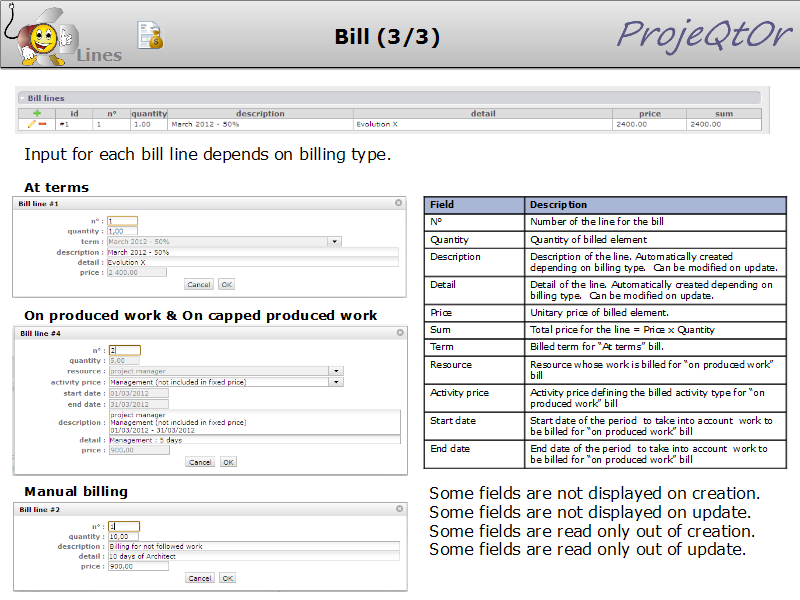 Lines
Bill (3/3)
ProjeQtOr
Bill lines
id n° quantity description detail price sum
#1 1 1.00 March 2012 - 50% Evolution X 2400.00 2400.00
Input for each bill line depends on billing type.
At terms
Bill line #1
n° : 1
quantity : 1,00
term : March 2012 - 50%
description : March 2012 - 50%
detail : Evolution X
price : 2 400,00
Cancel OK
On produced work & On capped produced work
Bill line #4
n° : 2
quantity : 5,00
resource : project manager
activity price : Management (not included in fixed price)
start date : 01/03/2012
end date : 31/03/2012
project manager
description : Management (not included in fixed price)
01/03/2012 - 31/03/2012
detail : Management : 5 days
price : 900,00
Cancel OK
Manual billing
Bill line #2
n° : 1
quantity : 10,00
description : Billing for not followed work
detail : 10 days of Architect
price : 900,00
Cancel OK
Field Description
N° Number of the line for the bill
Quantity Quantity of billed element
Description Description of the line. Automatically created
depending on billing type. Can be modified on update.
Detail Detail of the line. Automatically created depending on
billing type. Can be modified on update.
Price Unitary price of billed element.
Sum Total price for the line = Price x Quantity
Term Billed term for “At terms” bill.
Resource Resource whose work is billed for “on produced work”
bill
Activity price Activity price defining the billed activity type for “on
produced work” bill
Start date Start date of the period to take into account work to
be billed for “on produced work” bill
End date End date of the period to take into account work to
be billed for “on produced work” bill
Some fields are not displayed on creation.
Some fields are not displayed on update.
Some fields are read only out of creation.
Some fields are read only out of update.